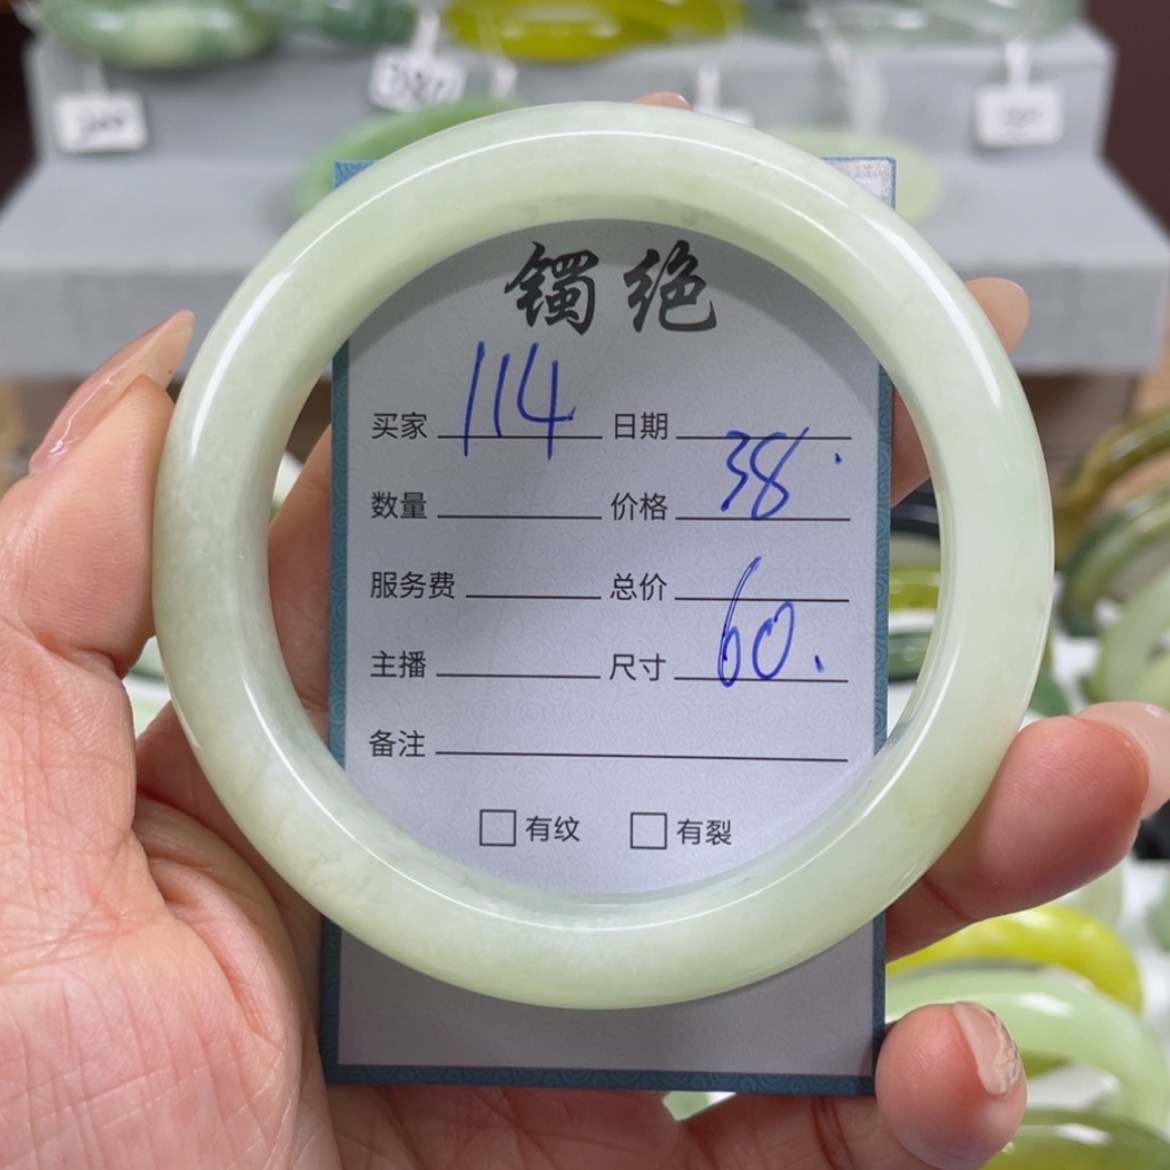 镯绝
买家 114 日期
数量 价格 38
服务费 总价
主播 尺寸 60.
备注
□有纹 □有裂